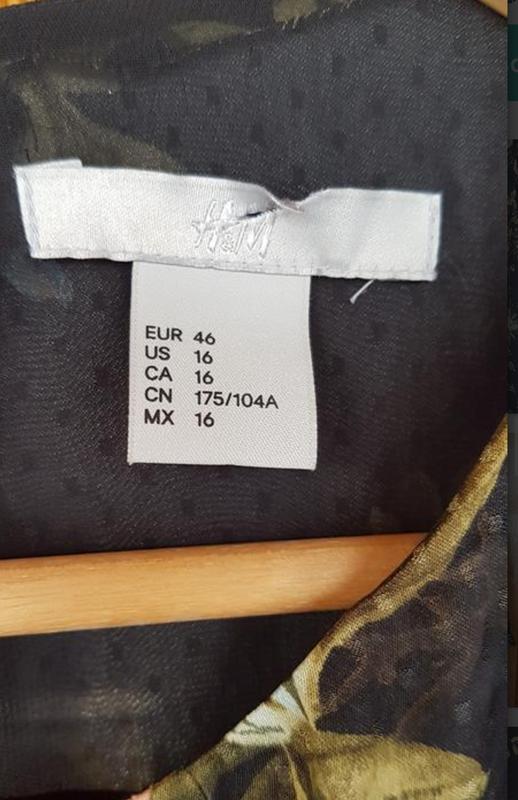 H&M
EUR 46
US 16
CA 16
CN 175/104A
MX 16